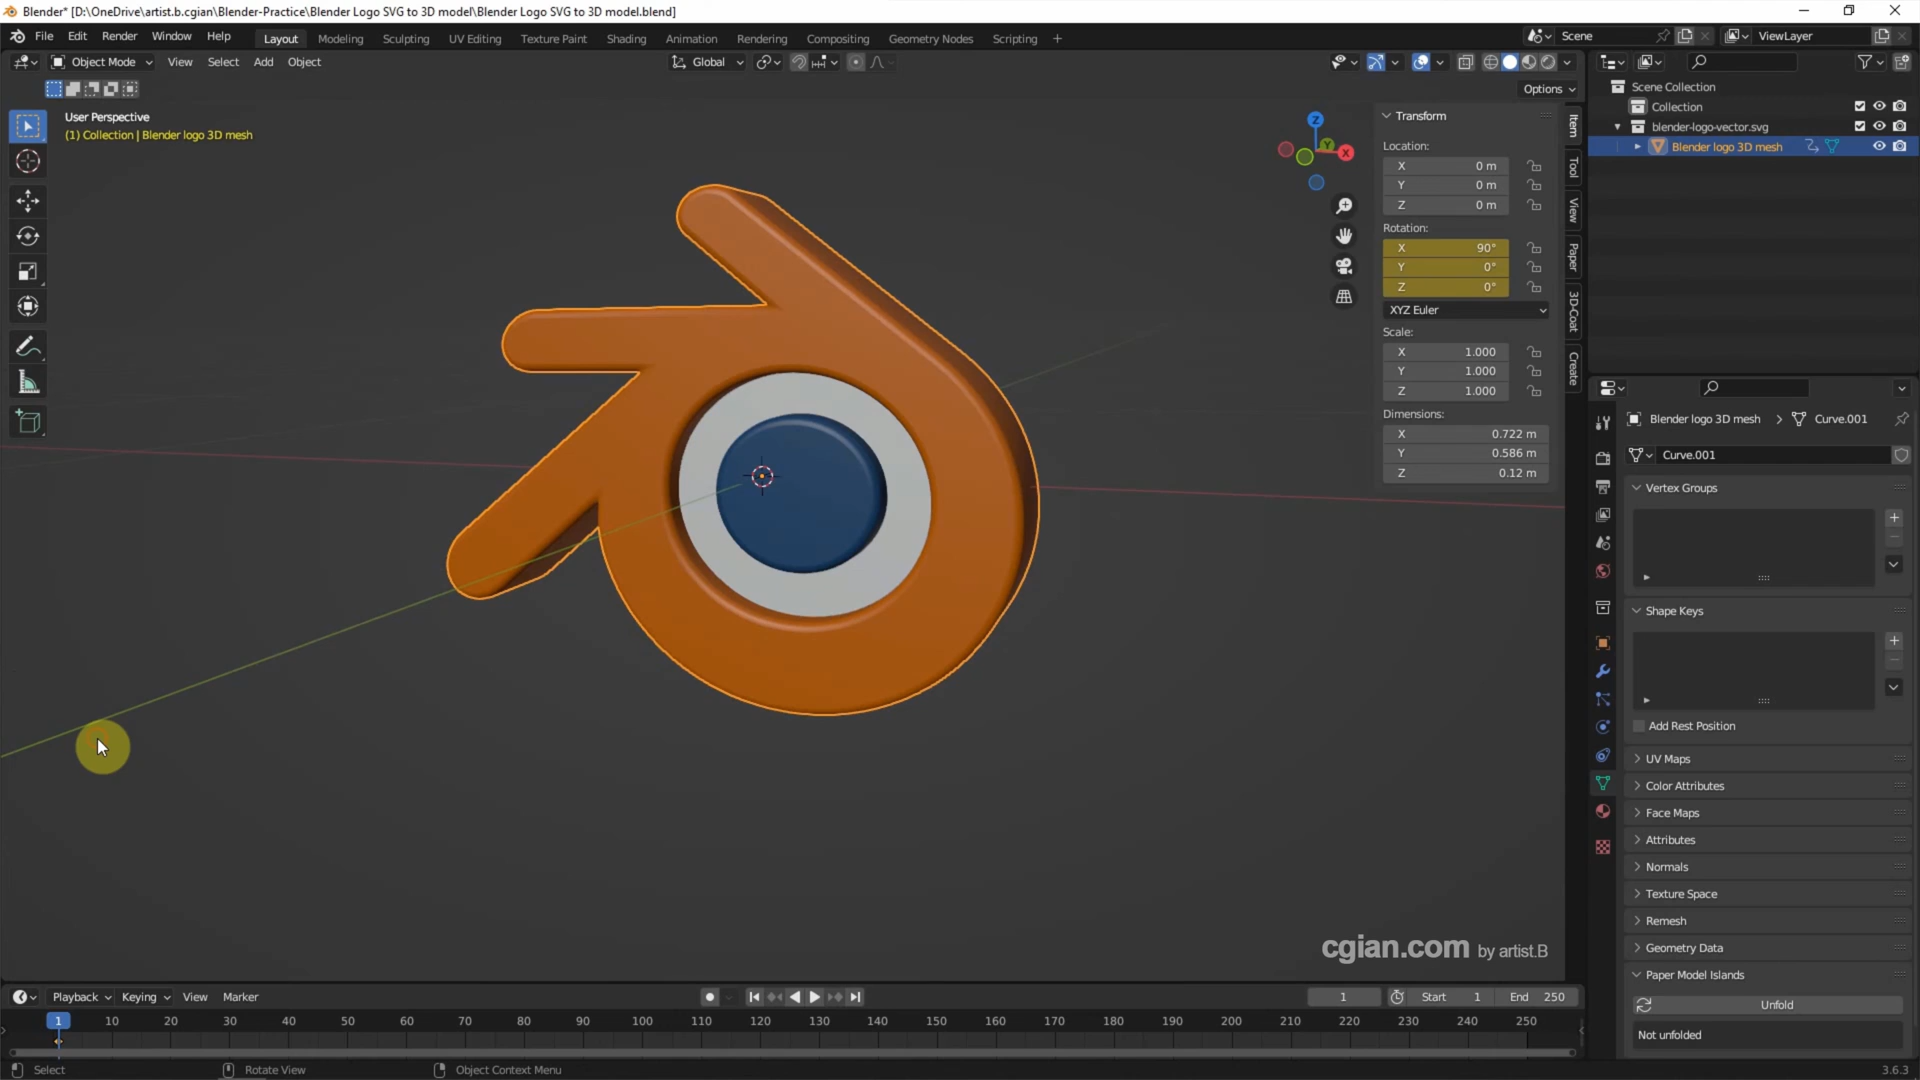 Blender* [D:\OneDrive\artist.b.cgian\Blender-Practice\Blender Logo SVG to 3D model\Blender Logo SVG to 3D model.blend]
File Edit Render Window Help Layout Modeling Sculpting UV Editing Texture Paint Shading Animation Rendering Compositing Geometry Nodes Scripting + Scene ViewLayer
Object Mode View Select Add Object Global
Options
User Perspective
(1) Collection | Blender logo 3D mesh
Z
Y
X
Transform
Location:
X 0 m
Y 0 m
Z 0 m
Rotation:
X 90°
Y 0°
Z 0°
XYZ Euler
Scale:
X 1.000
Y 1.000
Z 1.000
Dimensions:
X 0.722 m
Y 0.586 m
Z 0.12 m
Item
Tool
View
Paper
3D-Coat
Create
Scene Collection
Collection
blender-logo-vector.svg
Blender logo 3D mesh
Blender logo 3D mesh > Curve.001
Curve.001
Vertex Groups
Shape Keys
Add Rest Position
UV Maps
Color Attributes
Face Maps
Attributes
Normals
Texture Space
Remesh
Geometry Data
Paper Model Islands
Unfold
Not unfolded
cgian.com by artist.B
Playback Keying View Marker 1 Start 1 End 250
1 10 20 30 40 50 60 70 80 90 100 110 120 130 140 150 160 170 180 190 200 210 220 230 240 250
Select Rotate View Object Context Menu 3.6.3